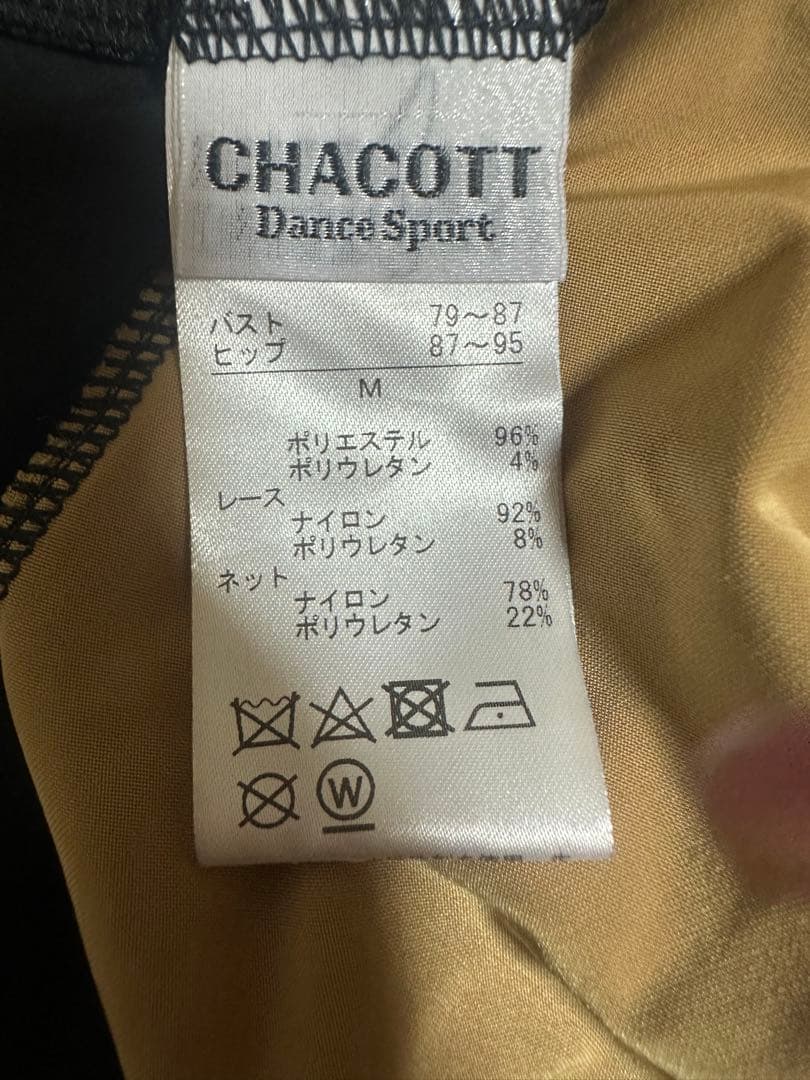 CHACOTT
Dance Sport
バスト 79〜87
ヒップ 87〜95
M
ポリエステル 96%
ポリウレタン 4%
レース
ナイロン 92%
ポリウレタン 8%
ネット
ナイロン 78%
ポリウレタン 22%
W